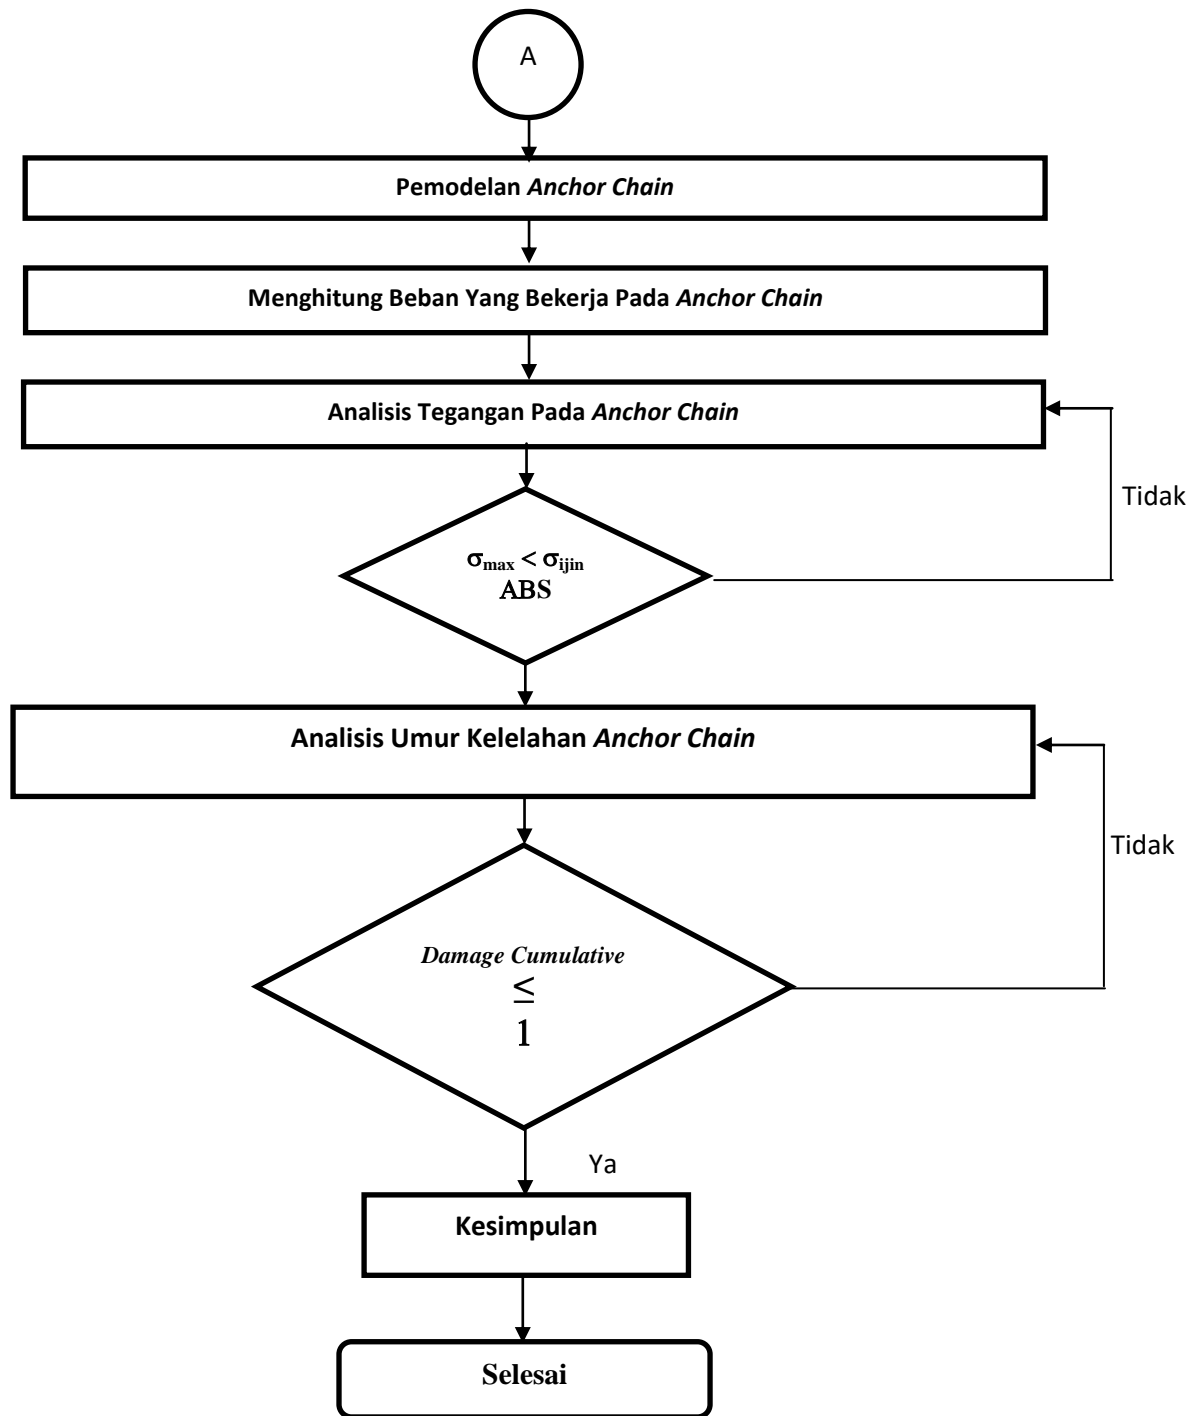 A
Pemodelan Anchor Chain
Menghitung Beban Yang Bekerja Pada Anchor Chain
Analisis Tegangan Pada Anchor Chain
Tidak
σmax < σijin
ABS
Analisis Umur Kelelahan Anchor Chain
Tidak
Damage Cumulative
≤
1
Ya
Kesimpulan
Selesai